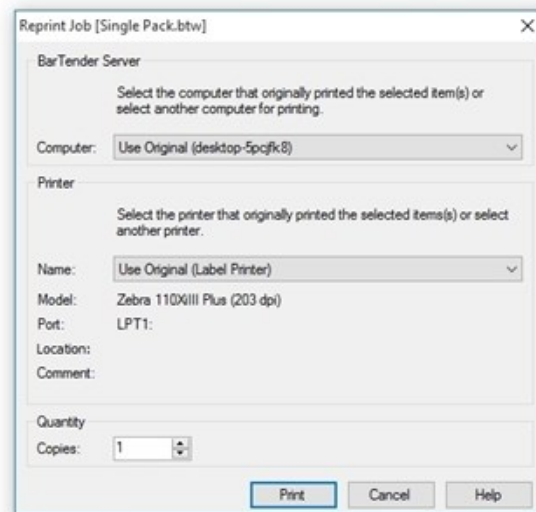 Reprint Job [Single Pack.btw]
BarTender Server
Select the computer that originally printed the selected item(s) or
select another computer for printing.
Computer: Use Original (desktop-5pcjfk8)
Printer
Select the printer that originally printed the selected items(s) or select
another printer.
Name: Use Original (Label Printer)
Model: Zebra 110XiIII Plus (203 dpi)
Port: LPT1:
Location:
Comment:
Quantity
Copies: 1
Print Cancel Help